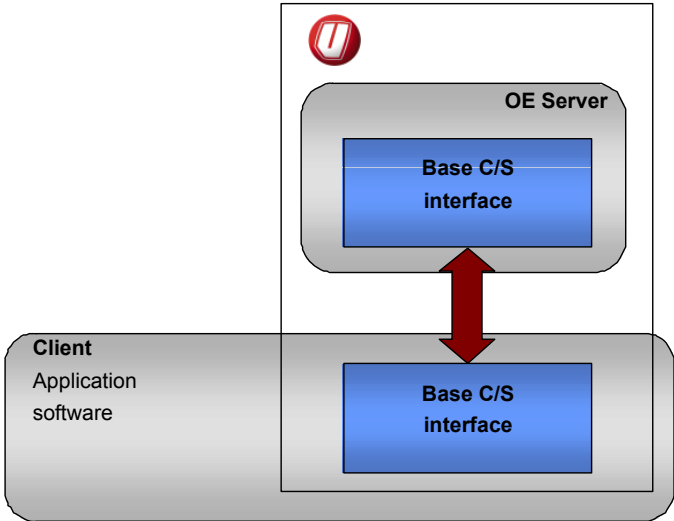 OE Server
Base C/S
interface
Client
Application
software
Base C/S
interface